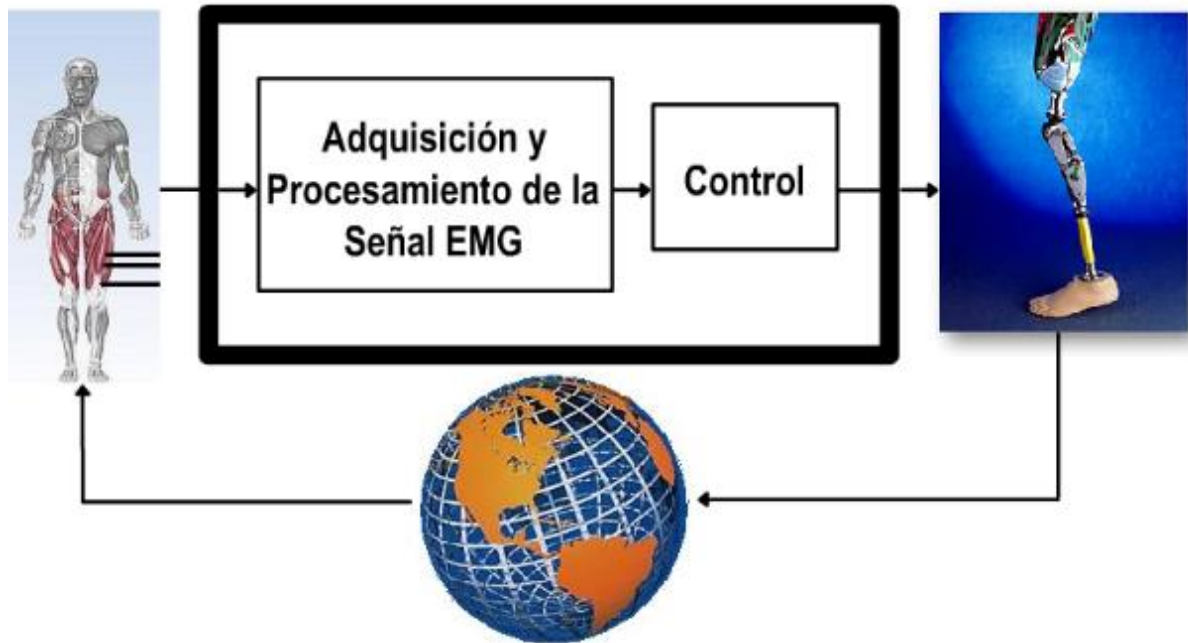 Adquisición y
Procesamiento de la
Señal EMG
Control